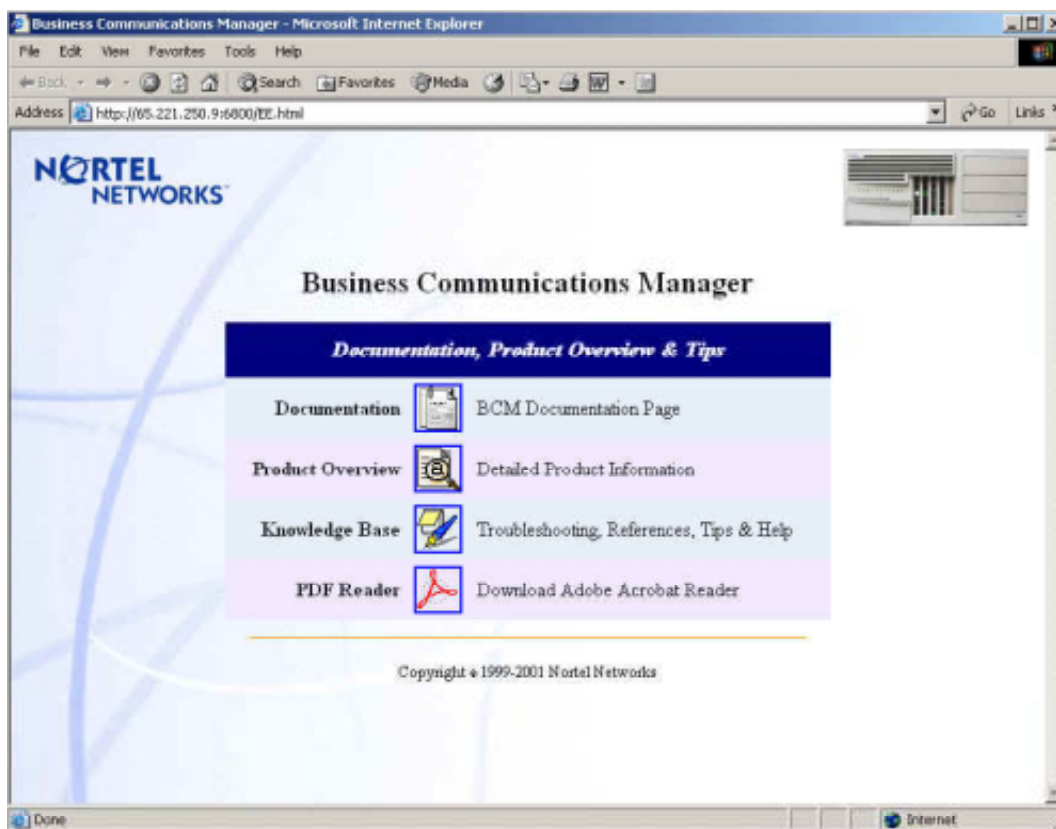 Business Communications Manager - Microsoft Internet Explorer
File Edit View Favorites Tools Help
Back Search Favorites Media
Address http://65.221.250.9:6800/EE.html Go Links
NORTEL
NETWORKS
Business Communications Manager
Documentation, Product Overview & Tips
Documentation BCM Documentation Page
Product Overview Detailed Product Information
Knowledge Base Troubleshooting, References, Tips & Help
PDF Reader Download Adobe Acrobat Reader
Copyright 1999-2001 Nortel Networks
Done Internet